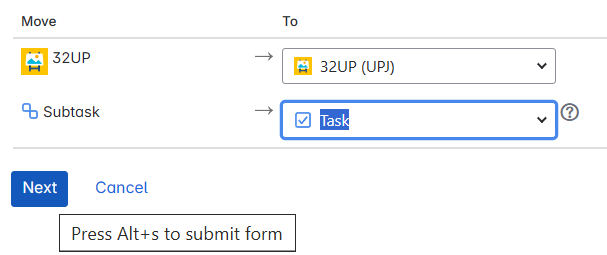 Move To
32UP → 32UP (UPJ)
Subtask → Task ?
Next Cancel
Press Alt+s to submit form